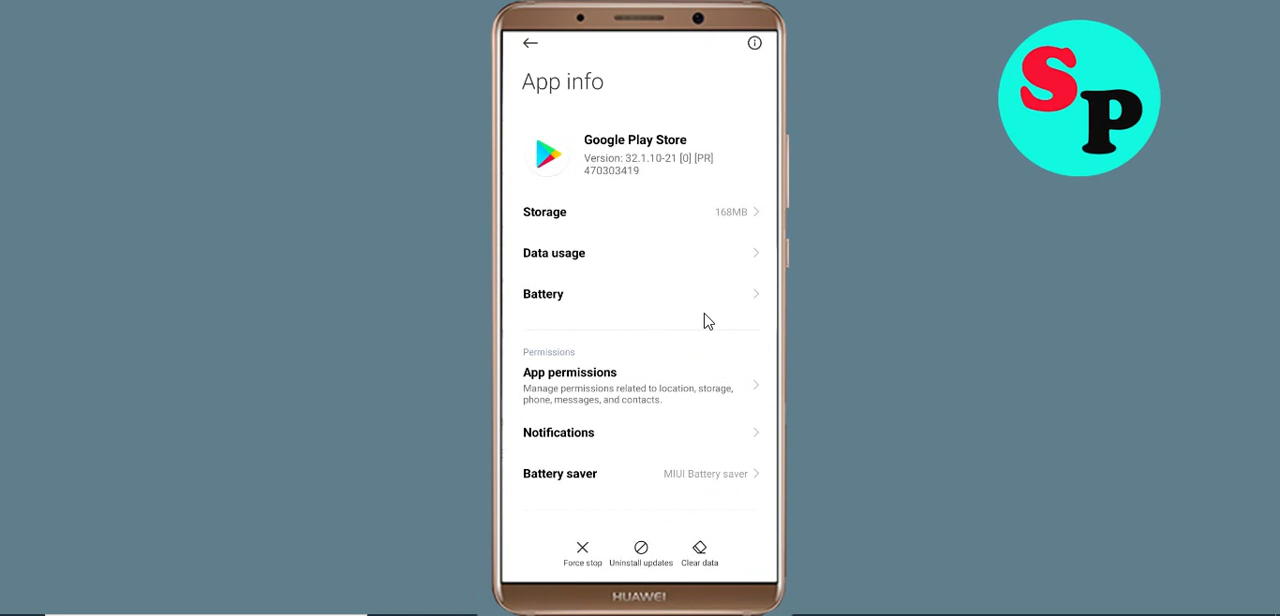 App info
Google Play Store
Version: 32.1.10-21 [0] [PR]
470303419
Storage 168MB
Data usage
Battery
Permissions
App permissions
Manage permissions related to location, storage,
phone, messages, and contacts.
Notifications
Battery saver MIUI Battery saver
Force stop Uninstall updates Clear data
HUAWEI
SP